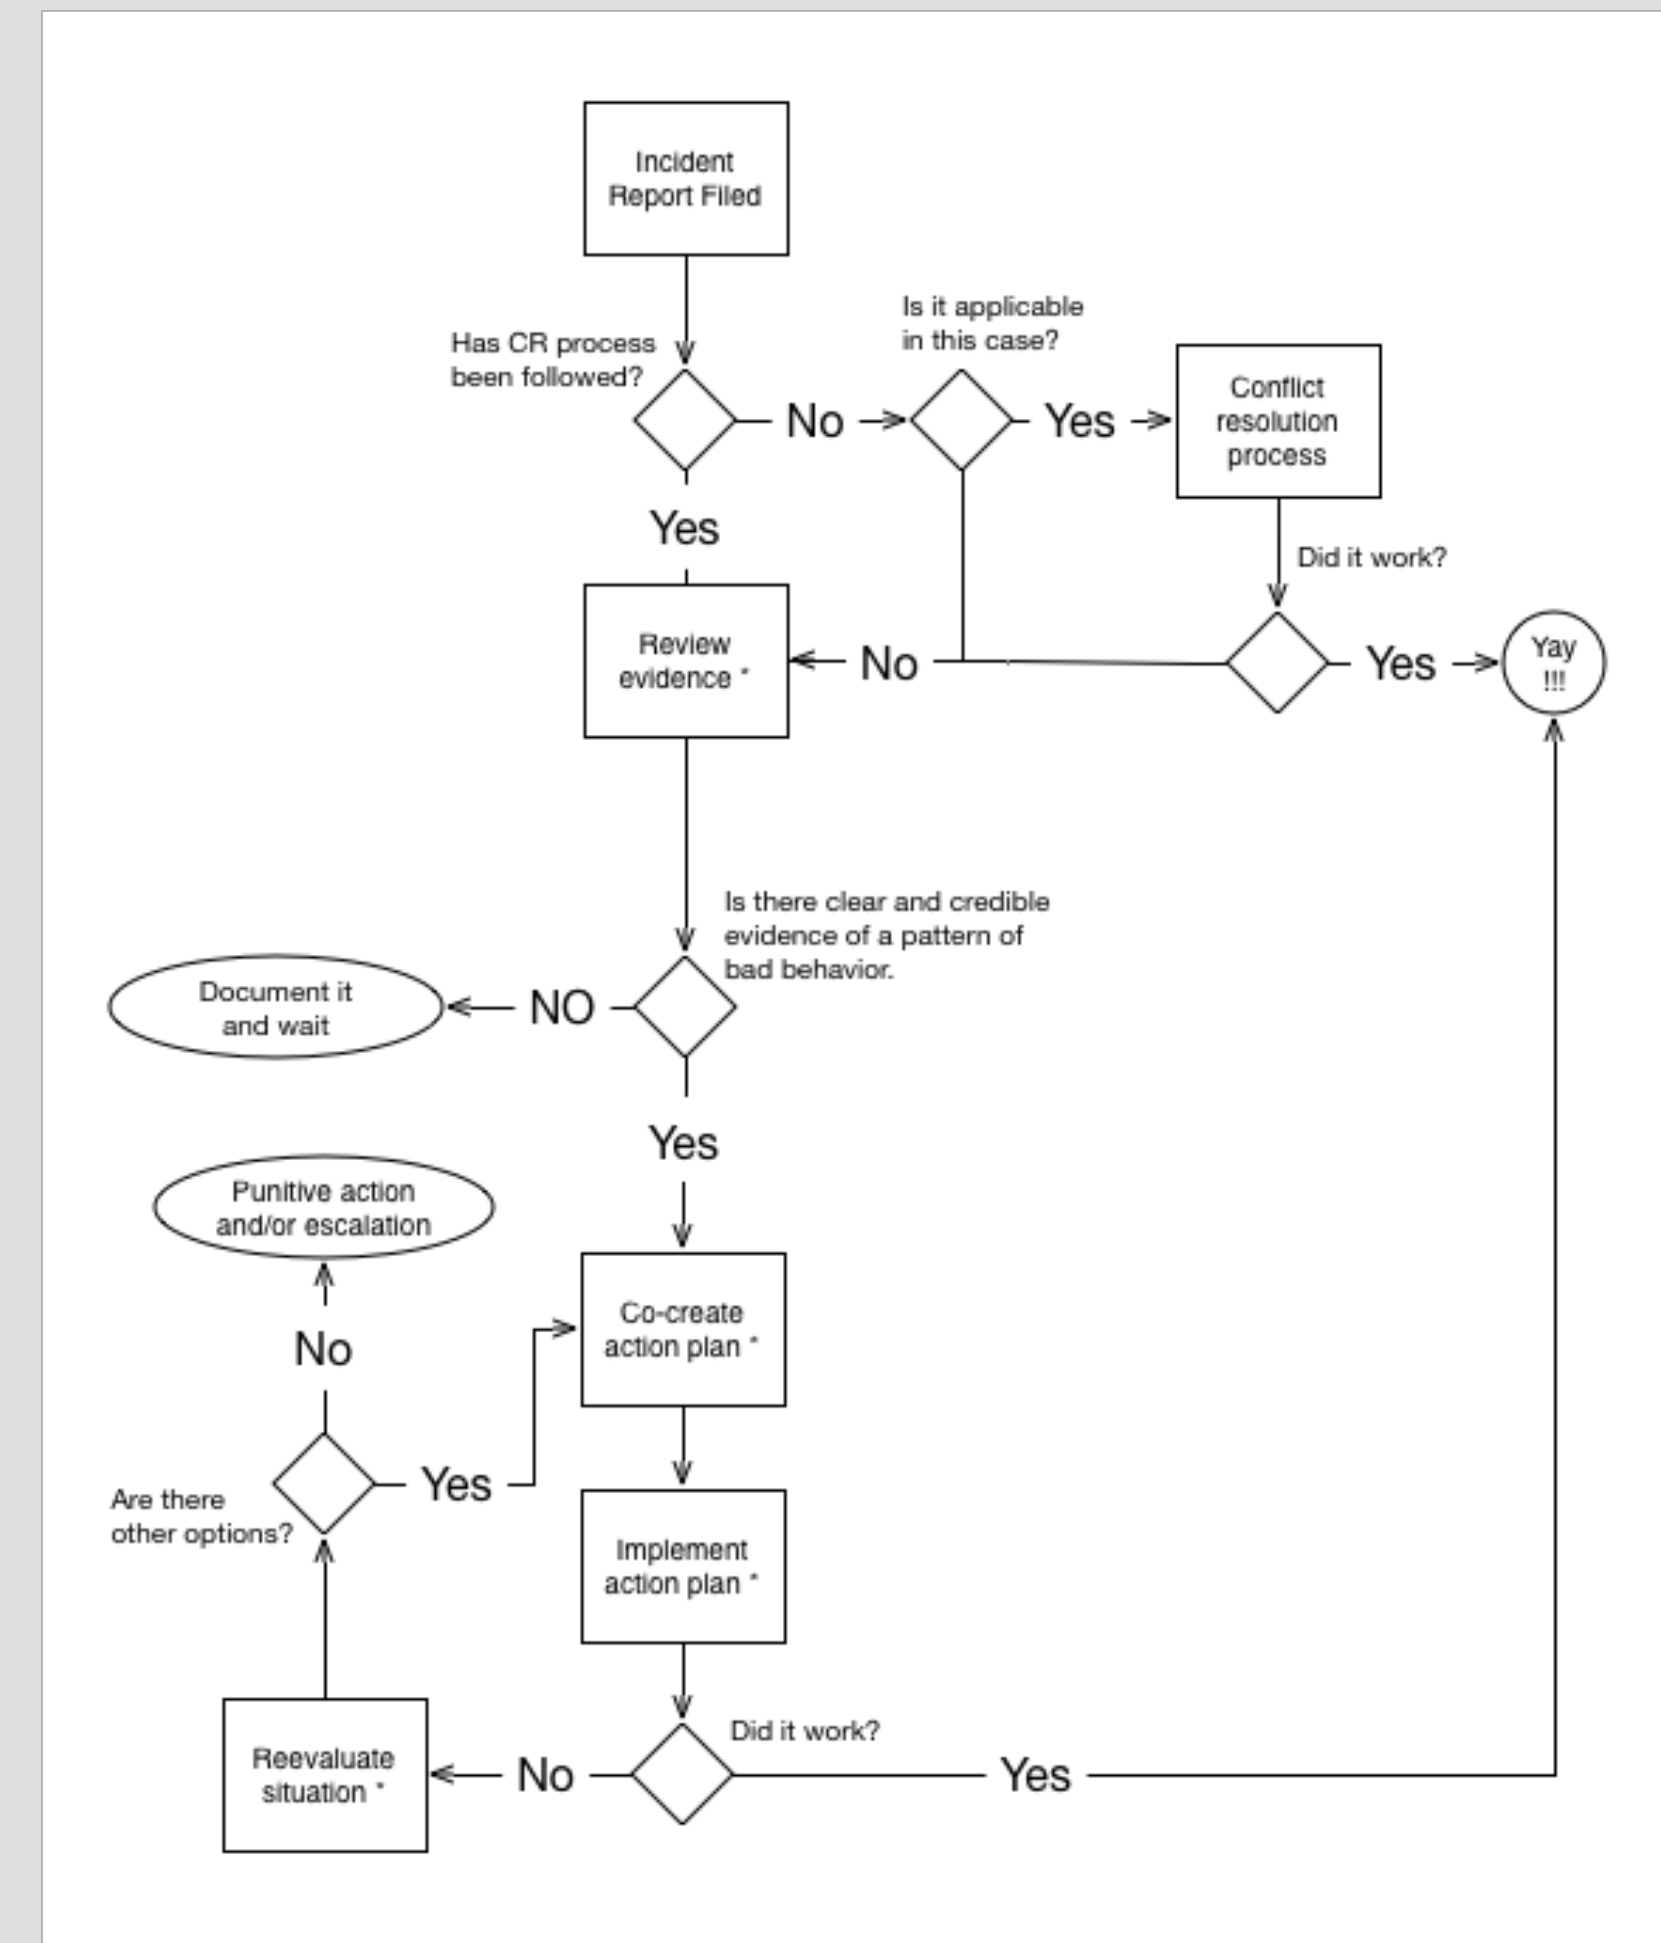 Incident
Report Filed
Has CR process
been followed?
No
Is it applicable
in this case?
Yes
Conflict
resolution
process
Yes
Did it work?
Review
evidence *
No
Yes
Yay
!!!
Is there clear and credible
evidence of a pattern of
bad behavior.
Document it
and wait
NO
Yes
Punitive action
and/or escalation
No
Co-create
action plan *
Are there
other options?
Yes
Implement
action plan *
Did it work?
Reevaluate
situation *
No
Yes